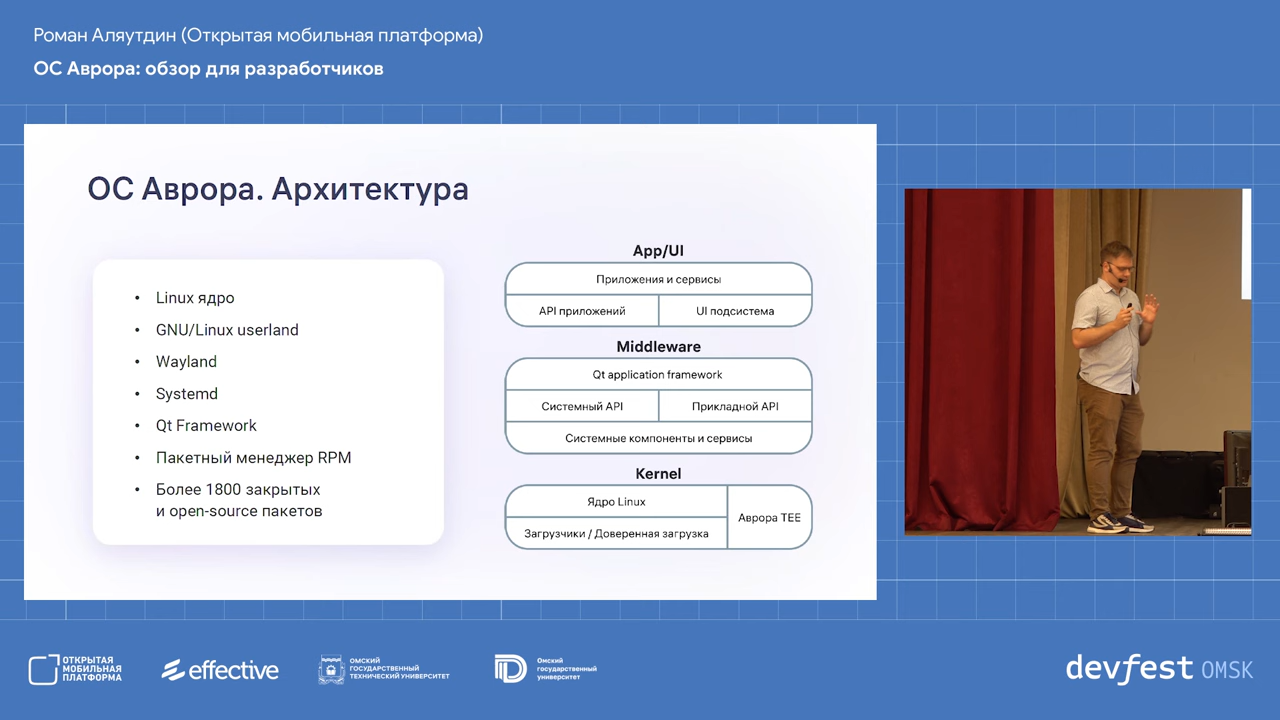 Роман Аляутдин (Открытая мобильная платформа)
ОС Аврора: обзор для разработчиков
ОС Аврора. Архитектура
• Linux ядро
• GNU/Linux userland
• Wayland
• Systemd
• Qt Framework
• Пакетный менеджер RPM
• Более 1800 закрытых
и open-source пакетов
App/UI
Приложения и сервисы
API приложений
UI подсистема
Middleware
Qt application framework
Системный API
Прикладной API
Системные компоненты и сервисы
Kernel
Ядро Linux
Загрузчики / Доверенная загрузка
Аврора TEE
ОТКРЫТАЯ
МОБИЛЬНАЯ
ПЛАТФОРМА
effective
ОМСКИЙ
ГОСУДАРСТВЕННЫЙ
ТЕХНИЧЕСКИЙ УНИВЕРСИТЕТ
Омский
государственный
университет
devfest OMSK